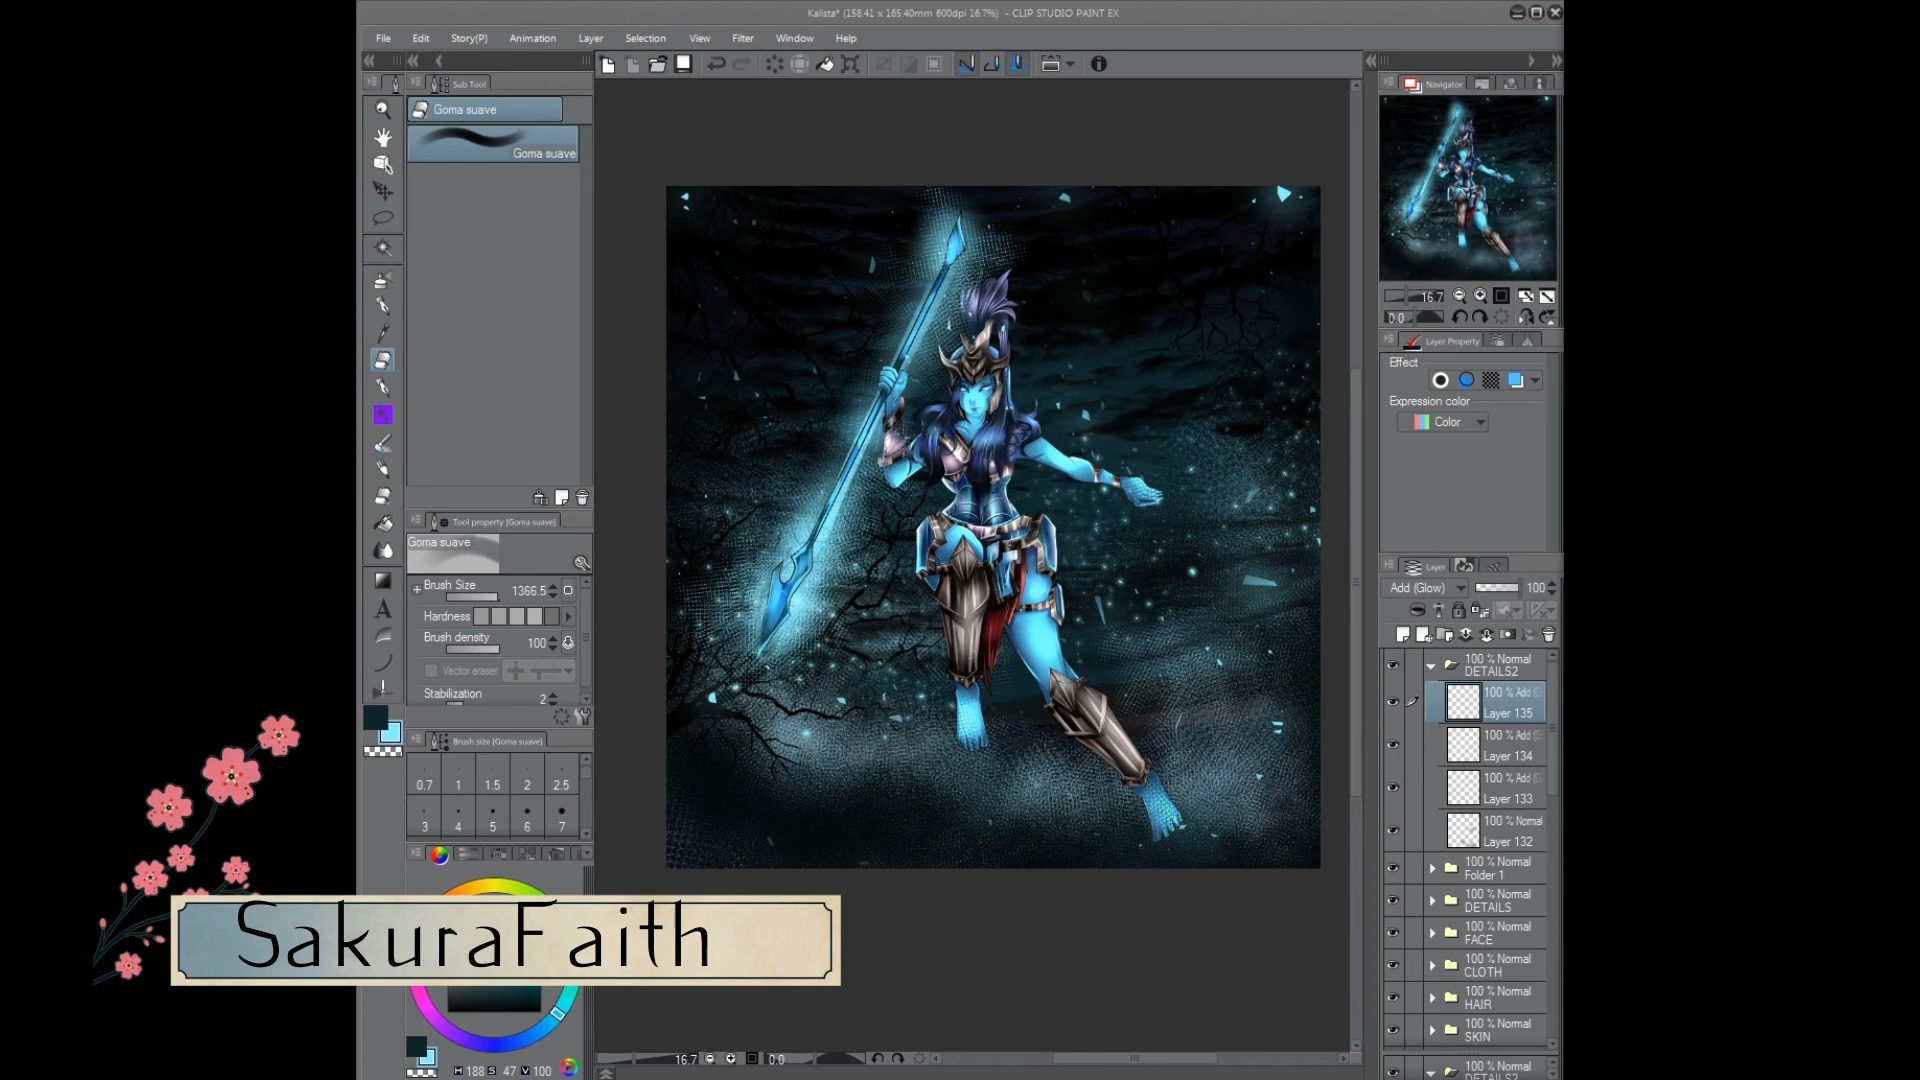 Kalista* (158.41 x 165.40mm 600dpi 16.7%) - CLIP STUDIO PAINT EX
File Edit Story(P) Animation Layer Selection View Filter Window Help
Sub Tool
Goma suave
Goma suave
Tool property [Goma suave]
Goma suave
Brush Size 1366.5
Hardness
Brush density 100
Vector eraser
Stabilization 2
Brush size [Goma suave]
0.7 1 1.5 2 2.5
3 4 5 6 7
SakuraFaith
H 188 S 47 V 100
16.7 0.0
Navigator
16.7
0.0
Layer Property
Effect
Expression color
Color
Layer
Add (Glow) 100
100 % Normal
DETAILS2
100 % Add (G
Layer 135
100 % Add (G
Layer 134
100 % Add (G
Layer 133
100 % Normal
Layer 132
100 % Normal
Folder 1
100 % Normal
DETAILS
100 % Normal
FACE
100 % Normal
CLOTH
100 % Normal
HAIR
100 % Normal
SKIN
100 % Normal
DETAILS2